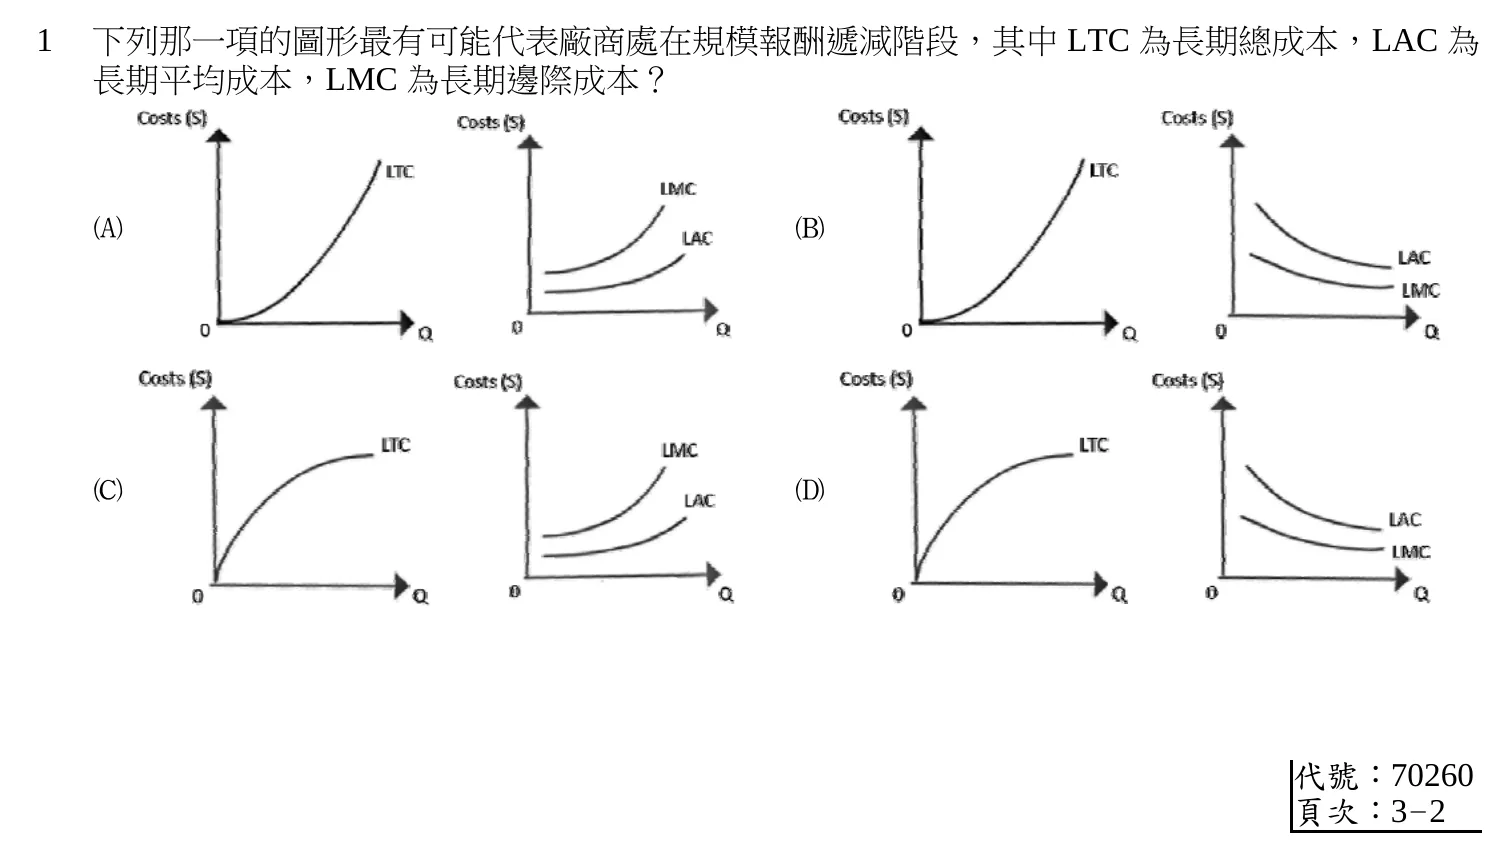 1 下列那一項的圖形最有可能代表廠商處在規模報酬遞減階段，其中 LTC 為長期總成本，LAC 為
長期平均成本，LMC 為長期邊際成本？
(A)
Costs (S)
LTC
0
Q
Costs (S)
LMC
LAC
0
Q
(B)
Costs (S)
LTC
0
Q
Costs (S)
LAC
LMC
0
Q
(C)
Costs (S)
LTC
0
Q
Costs (S)
LMC
LAC
0
Q
(D)
Costs (S)
LTC
0
Q
Costs (S)
LAC
LMC
0
Q
代號：70260
頁次：3－2